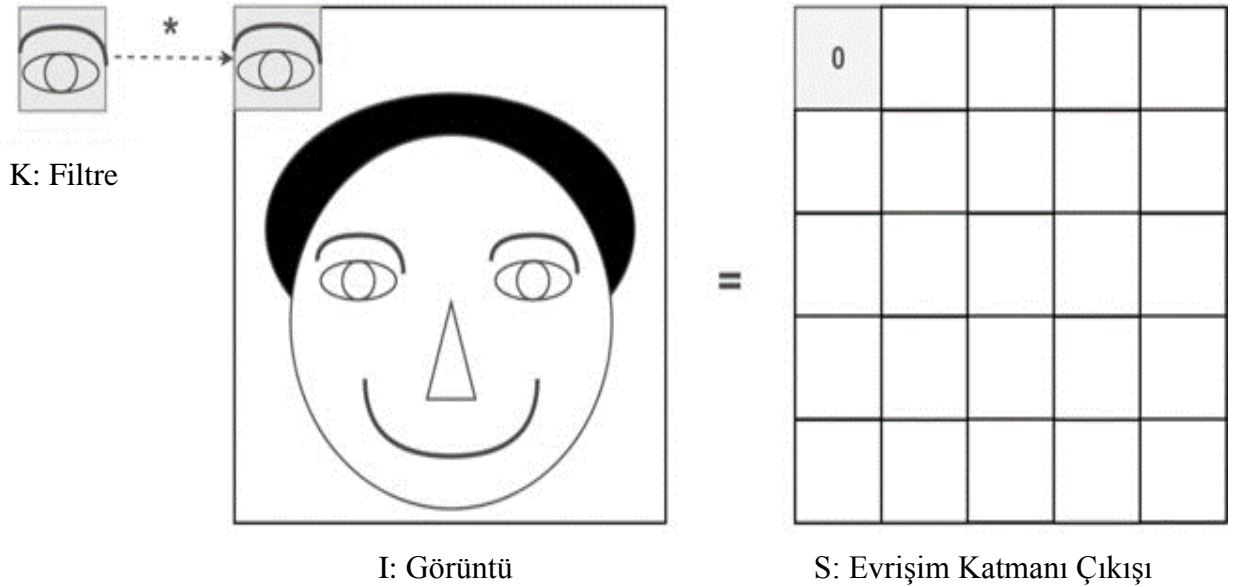 *
0
K: Filtre
=
I: Görüntü
S: Evrişim Katmanı Çıkışı